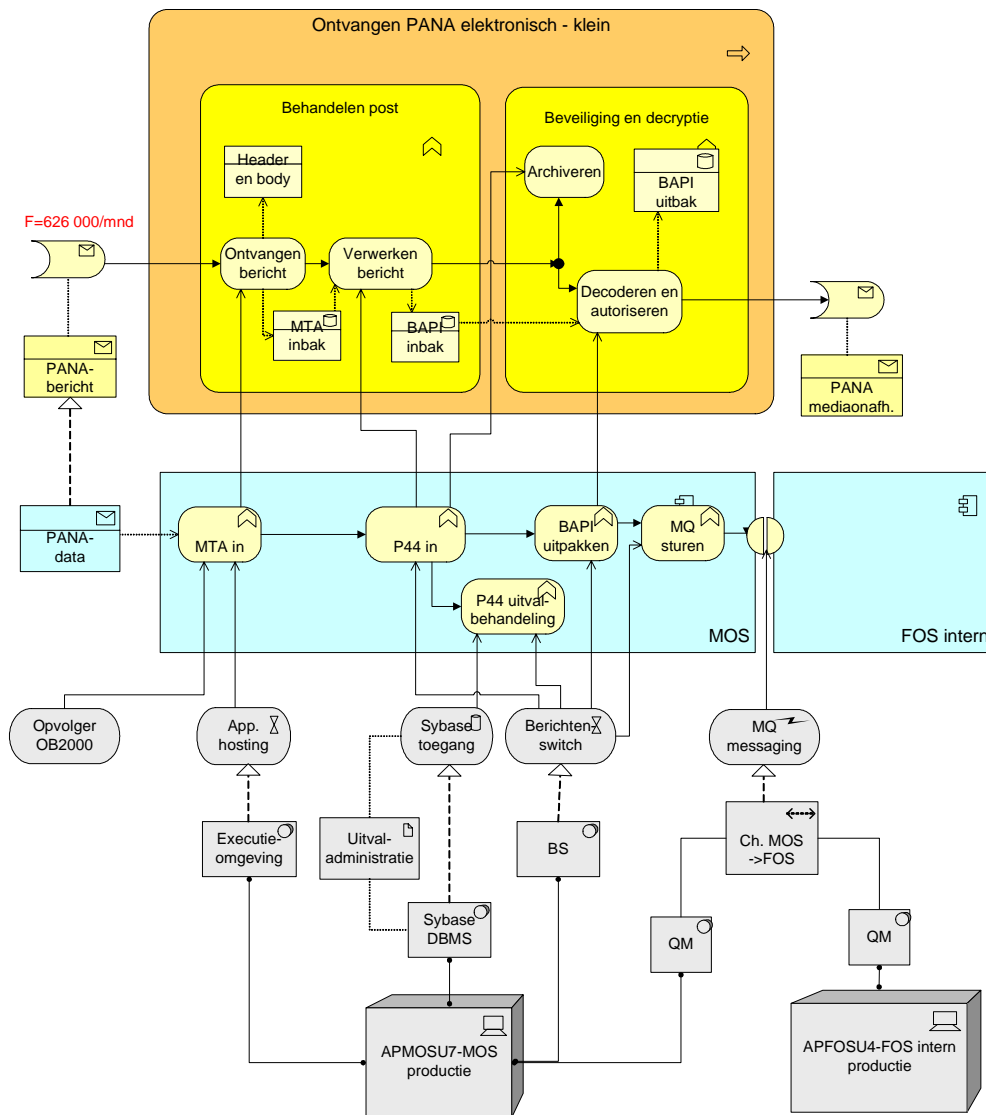 Ontvangen PANA elektronisch - klein
Behandelen post
Beveiliging en decryptie
Header
en body
Archiveren
BAPI
uitbak
F=626 000/mnd
Ontvangen
bericht
Verwerken
bericht
Decoderen en
autoriseren
MTA
inbak
BAPI
inbak
PANA-
bericht
PANA
mediaonafh.
PANA-
data
MTA in
P44 in
BAPI
uitpakken
MQ
sturen
P44 uitval-
behandeling
MOS
FOS intern
Opvolger
OB2000
App.
hosting
Sybase
toegang
Berichten-
switch
MQ
messaging
Executie-
omgeving
Uitval-
administratie
BS
Ch. MOS
->FOS
Sybase
DBMS
QM
QM
APMOSU7-MOS
productie
APFOSU4-FOS intern
productie